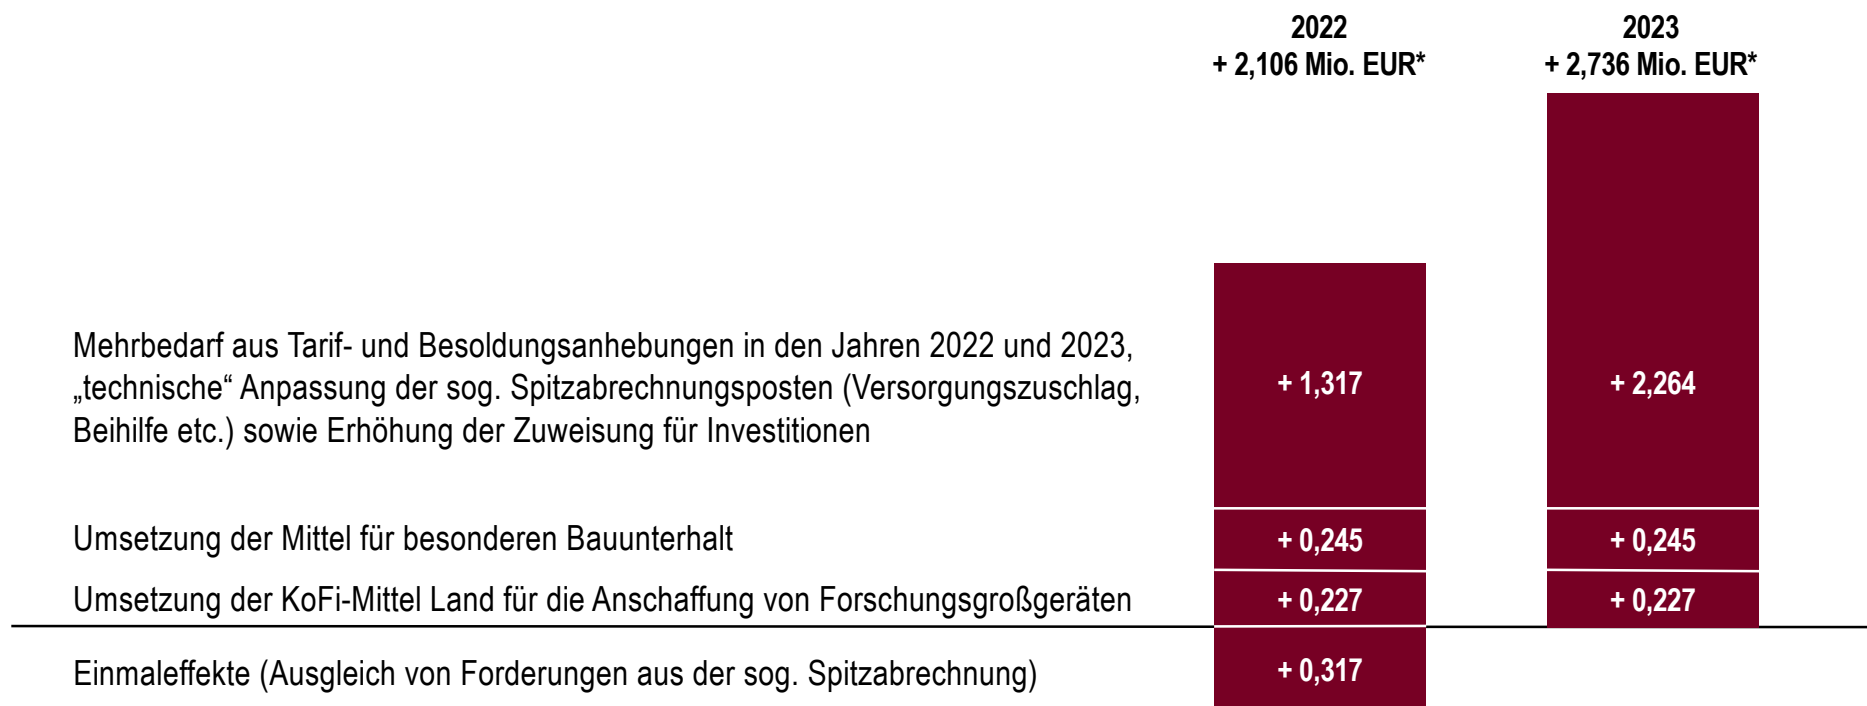 2022
+ 2,106 Mio. EUR*
2023
+ 2,736 Mio. EUR*
Mehrbedarf aus Tarif- und Besoldungsanhebungen in den Jahren 2022 und 2023,
„technische“ Anpassung der sog. Spitzabrechnungsposten (Versorgungszuschlag,
Beihilfe etc.) sowie Erhöhung der Zuweisung für Investitionen
+ 1,317
+ 2,264
Umsetzung der Mittel für besonderen Bauunterhalt
+ 0,245
+ 0,245
Umsetzung der KoFi-Mittel Land für die Anschaffung von Forschungsgroßgeräten
+ 0,227
+ 0,227
Einmaleffekte (Ausgleich von Forderungen aus der sog. Spitzabrechnung)
+ 0,317